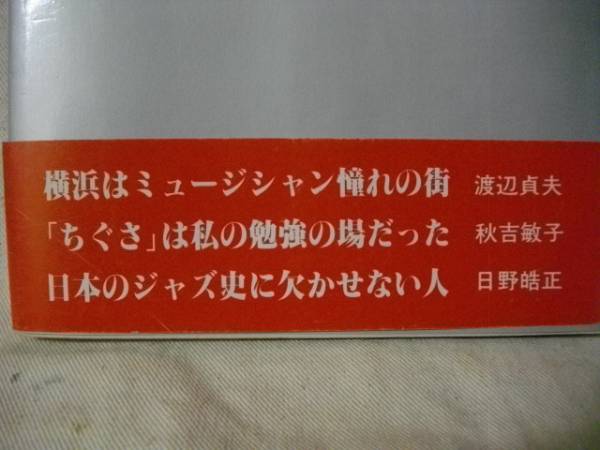 横浜はミュージシャン憧れの街 渡辺貞夫
「ちぐさ」は私の勉強の場だった 秋吉敏子
日本のジャズ史に欠かせない人 日野皓正